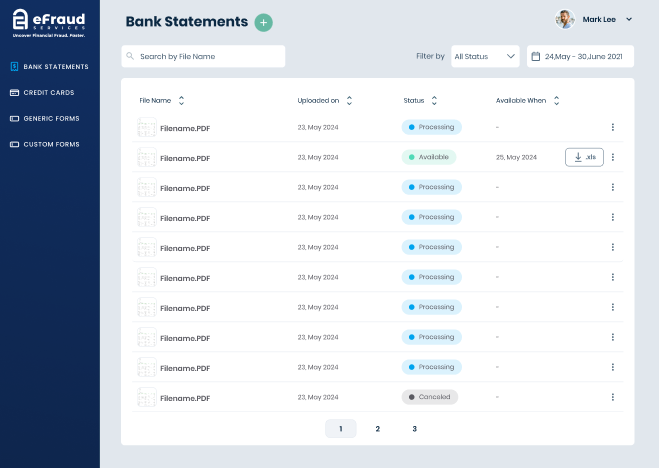 efraud
SERVICES
Uncover Financial Fraud. Faster.
BANK STATEMENTS
CREDIT CARDS
GENERIC FORMS
CUSTOM FORMS
Bank Statements +
Mark Lee
Search by File Name
Filter by
All Status
24,May - 30,June 2021
File Name Uploaded on Status Available When
Filename.PDF 23, May 2024 Processing -
Filename.PDF 23, May 2024 Available 25, May 2024 .xlx
Filename.PDF 23, May 2024 Processing -
Filename.PDF 23, May 2024 Processing -
Filename.PDF 23, May 2024 Processing -
Filename.PDF 23, May 2024 Processing -
Filename.PDF 23, May 2024 Processing -
Filename.PDF 23, May 2024 Processing -
Filename.PDF 23, May 2024 Processing -
Filename.PDF 23, May 2024 Canceled -
1 2 3